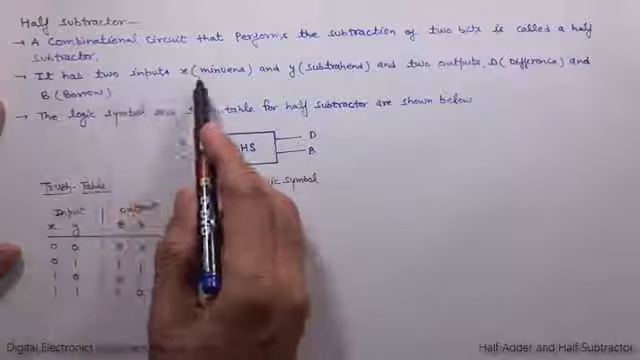 Half subtractor
→ A Combinational Circuit that performs the subtraction of two bits is called a half
subtractor.
→ It has two inputs x (minuend) and y (subtrahend) and two outputs D (Difference) and
B (Borrow)
→ The logic symbol table for half subtractor are shown below
HS D
B
symbol
Truth-Table
Input | output
x y
0 0
0 1 1 1
1 0
1 1
Digital Electronics
Half Adder and Half Subtractor